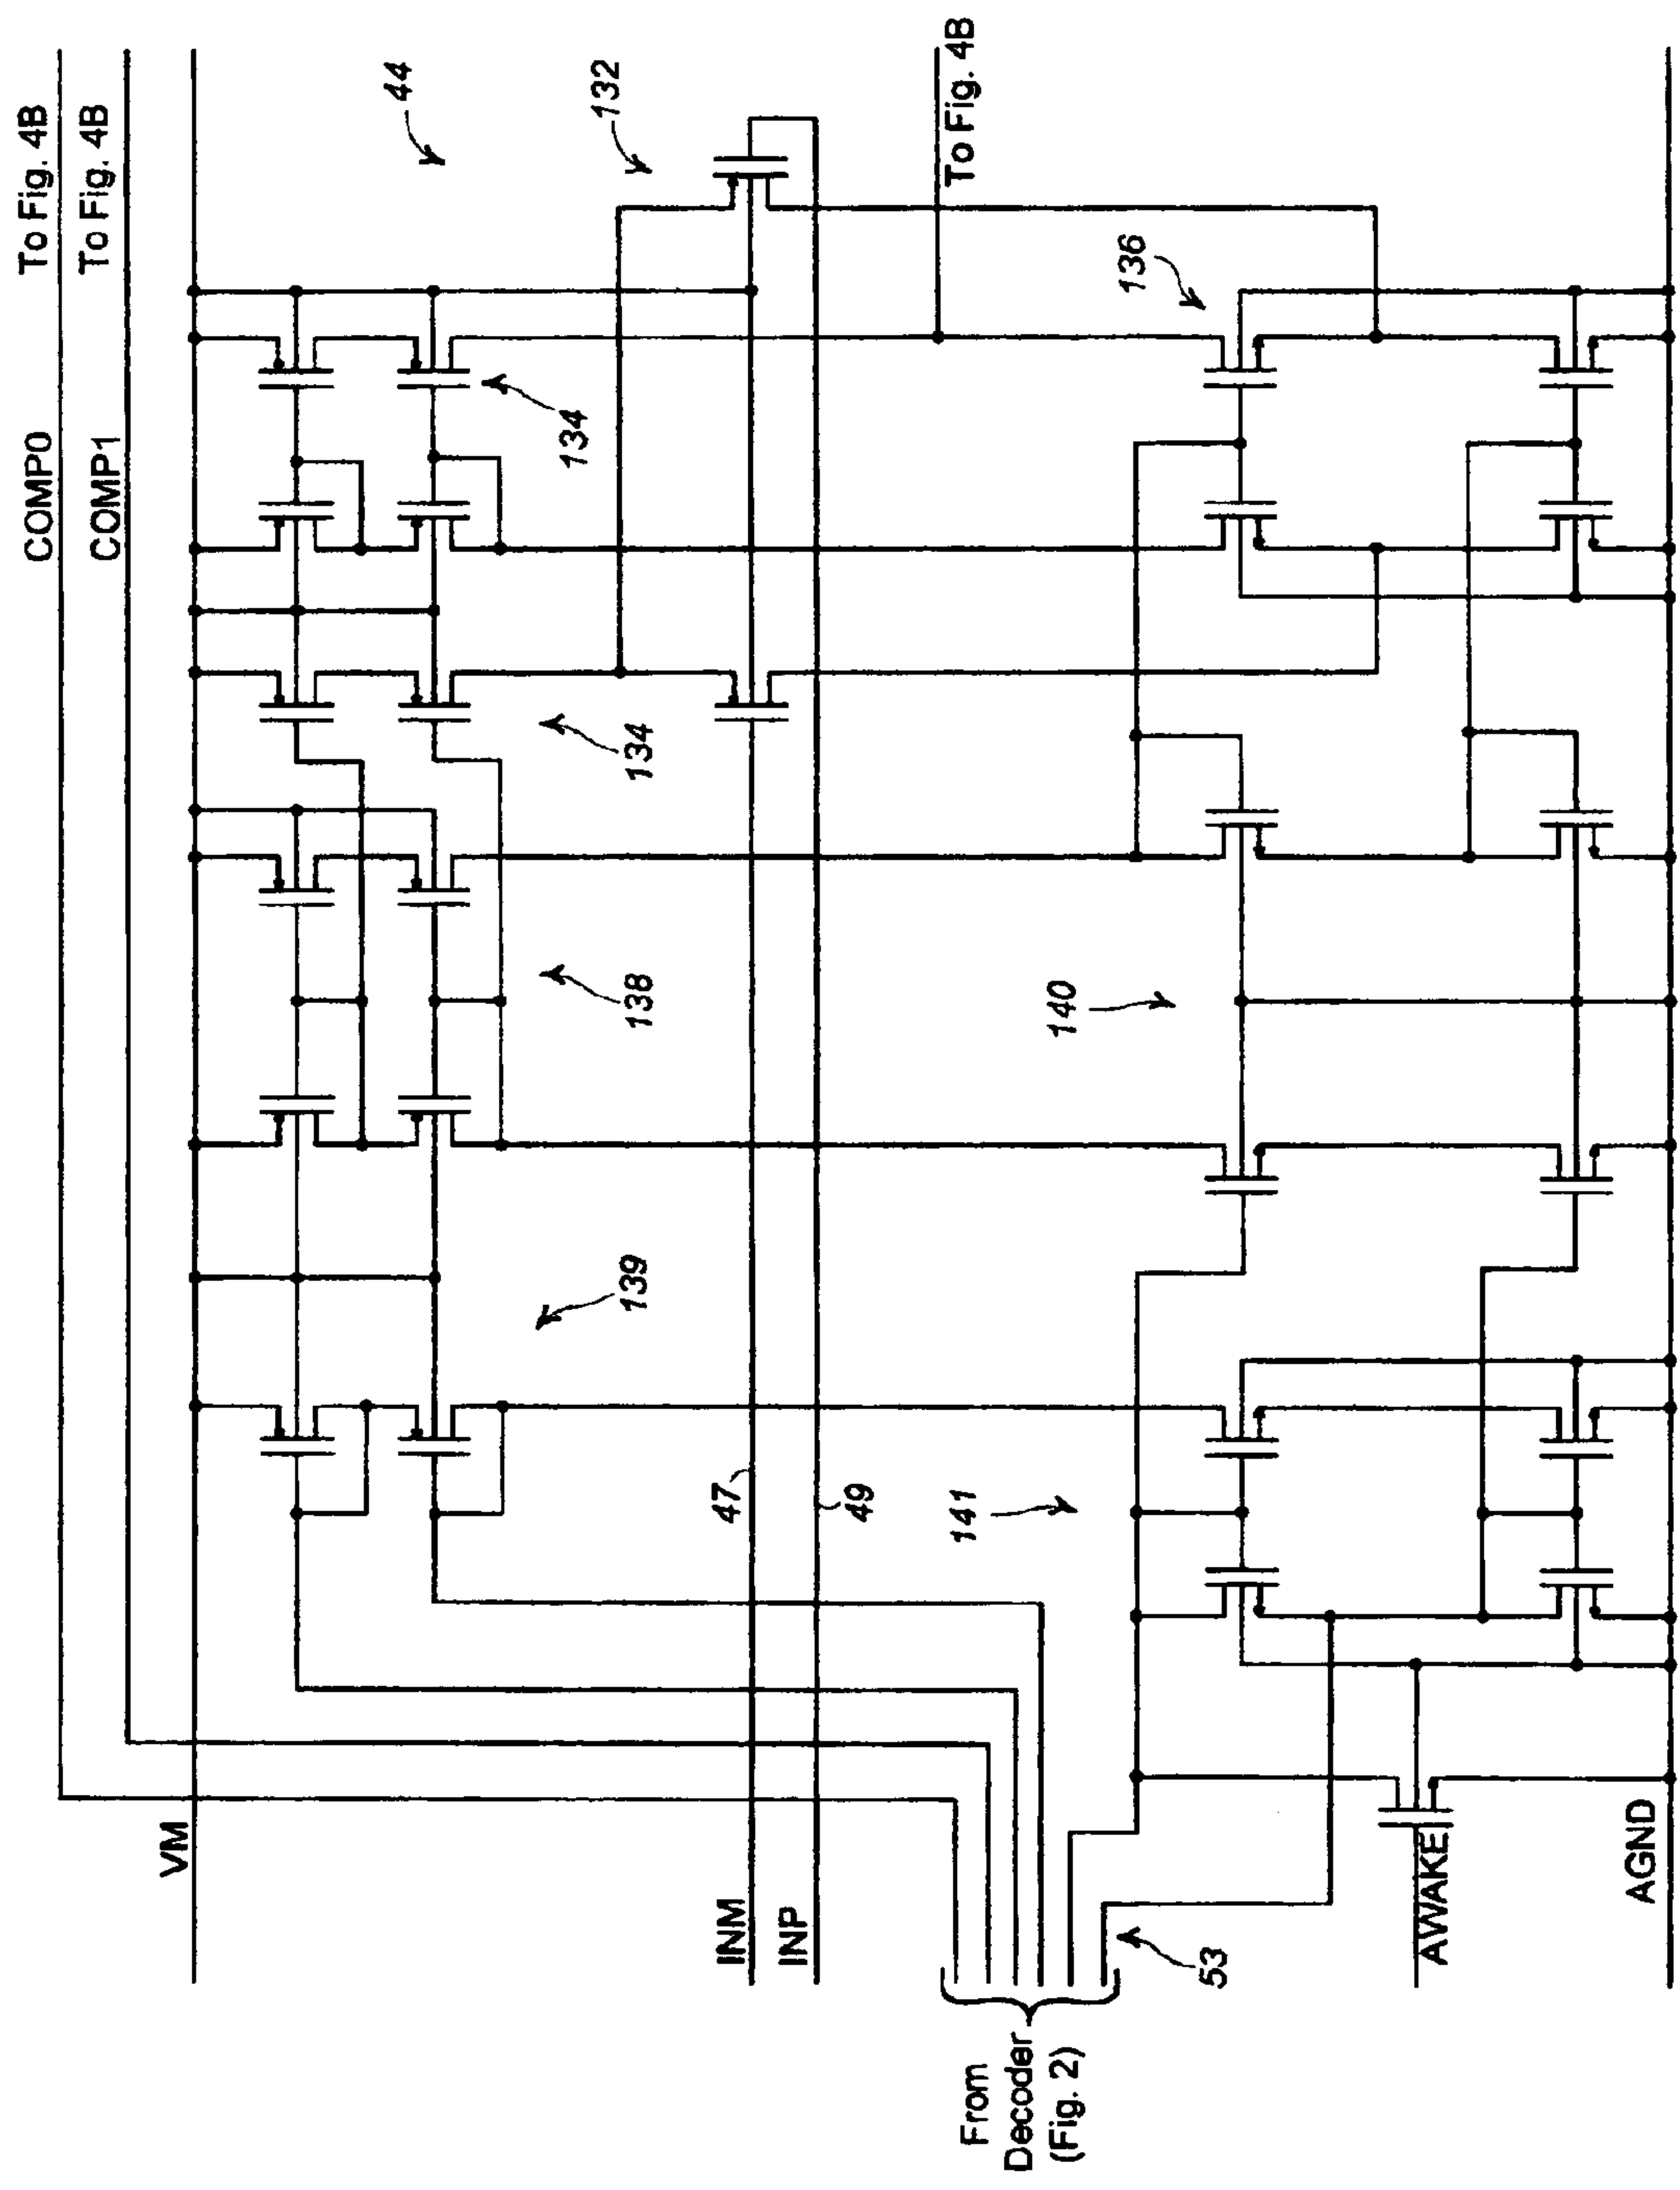 COMP0 To Fig. 4B
COMP1 To Fig. 4B
VM
44
132
134
134
138
139
INM
INP
47
49
To Fig. 4B
136
140
141
From
Decoder
(Fig. 2)
53
AWAKE
AGND